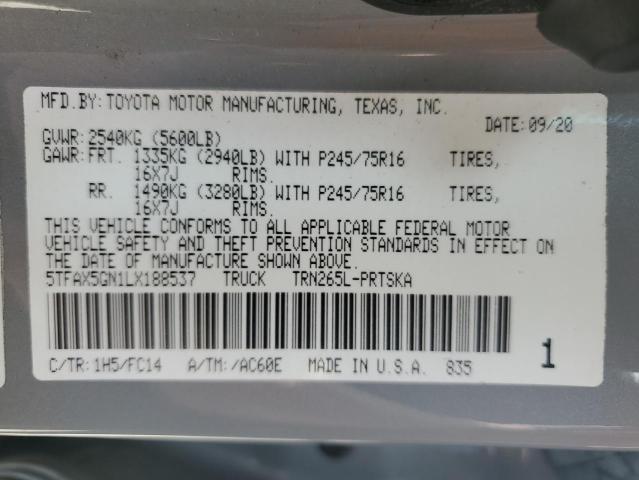 MFD.BY: TOYOTA MOTOR MANUFACTURING, TEXAS, INC.
DATE: 09/20
GVWR: 2540KG (5600LB)
GAWR: FRT. 1335KG (2940LB) WITH P245/75R16 TIRES,
16X7J RIMS.
RR. 1490KG (3280LB) WITH P245/75R16 TIRES,
16X7J RIMS.
THIS VEHICLE CONFORMS TO ALL APPLICABLE FEDERAL MOTOR
VEHICLE SAFETY AND THEFT PREVENTION STANDARDS IN EFFECT ON
THE DATE OF MANUFACTURE SHOWN ABOVE.
5TFAX5GN1LX188537 TRUCK TRN265L-PRTSKA
C/TR: 1H5/FC14 A/TM: /AC60E MADE IN U.S.A. 835 1